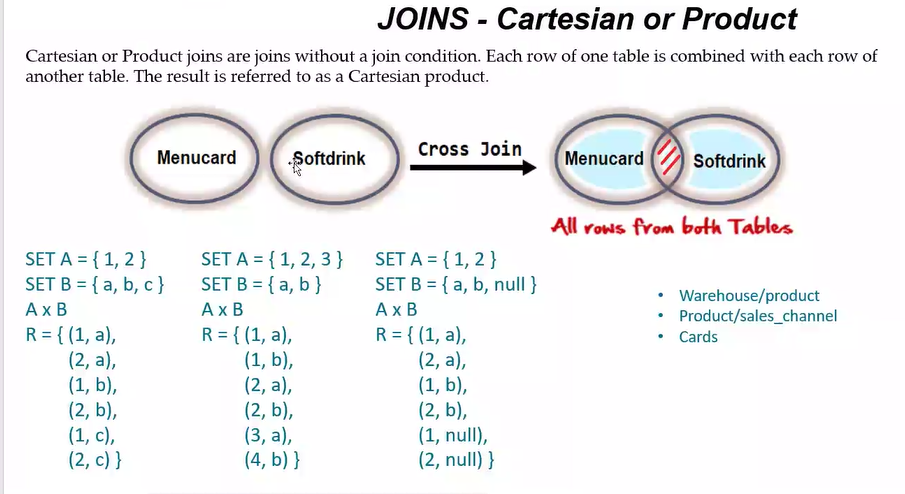 JOINS - Cartesian or Product
Cartesian or Product joins are joins without a join condition. Each row of one table is combined with each row of
another table. The result is referred to as a Cartesian product.
Menucard
Softdrink
Cross Join
Menucard
Softdrink
All rows from both Tables
SET A = { 1, 2 }
SET B = { a, b, c }
A x B
R = { (1, a),
(2, a),
(1, b),
(2, b),
(1, c),
(2, c) }
SET A = { 1, 2, 3 }
SET B = { a, b }
A x B
R = { (1, a),
(1, b),
(2, a),
(2, b),
(3, a),
(4, b) }
SET A = { 1, 2 }
SET B = { a, b, null }
A x B
R = { (1, a),
(2, a),
(1, b),
(2, b),
(1, null),
(2, null) }
• Warehouse/product
• Product/sales_channel
• Cards